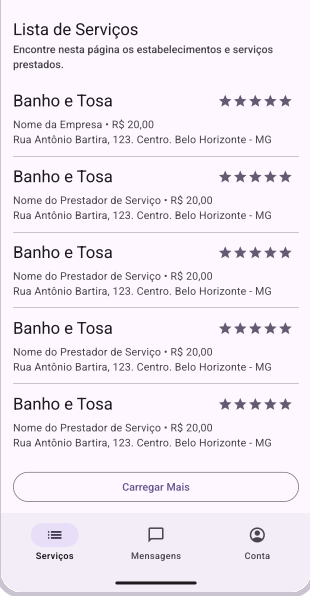 Lista de Serviços
Encontre nesta página os estabelecimentos e serviços
prestados.
Banho e Tosa
Nome da Empresa • R$ 20,00
Rua Antônio Bartira, 123. Centro. Belo Horizonte - MG
Banho e Tosa
Nome do Prestador de Serviço • R$ 20,00
Rua Antônio Bartira, 123. Centro. Belo Horizonte - MG
Banho e Tosa
Nome do Prestador de Serviço • R$ 20,00
Rua Antônio Bartira, 123. Centro. Belo Horizonte - MG
Banho e Tosa
Nome do Prestador de Serviço • R$ 20,00
Rua Antônio Bartira, 123. Centro. Belo Horizonte - MG
Banho e Tosa
Nome do Prestador de Serviço • R$ 20,00
Rua Antônio Bartira, 123. Centro. Belo Horizonte - MG
Carregar Mais
Serviços Mensagens Conta